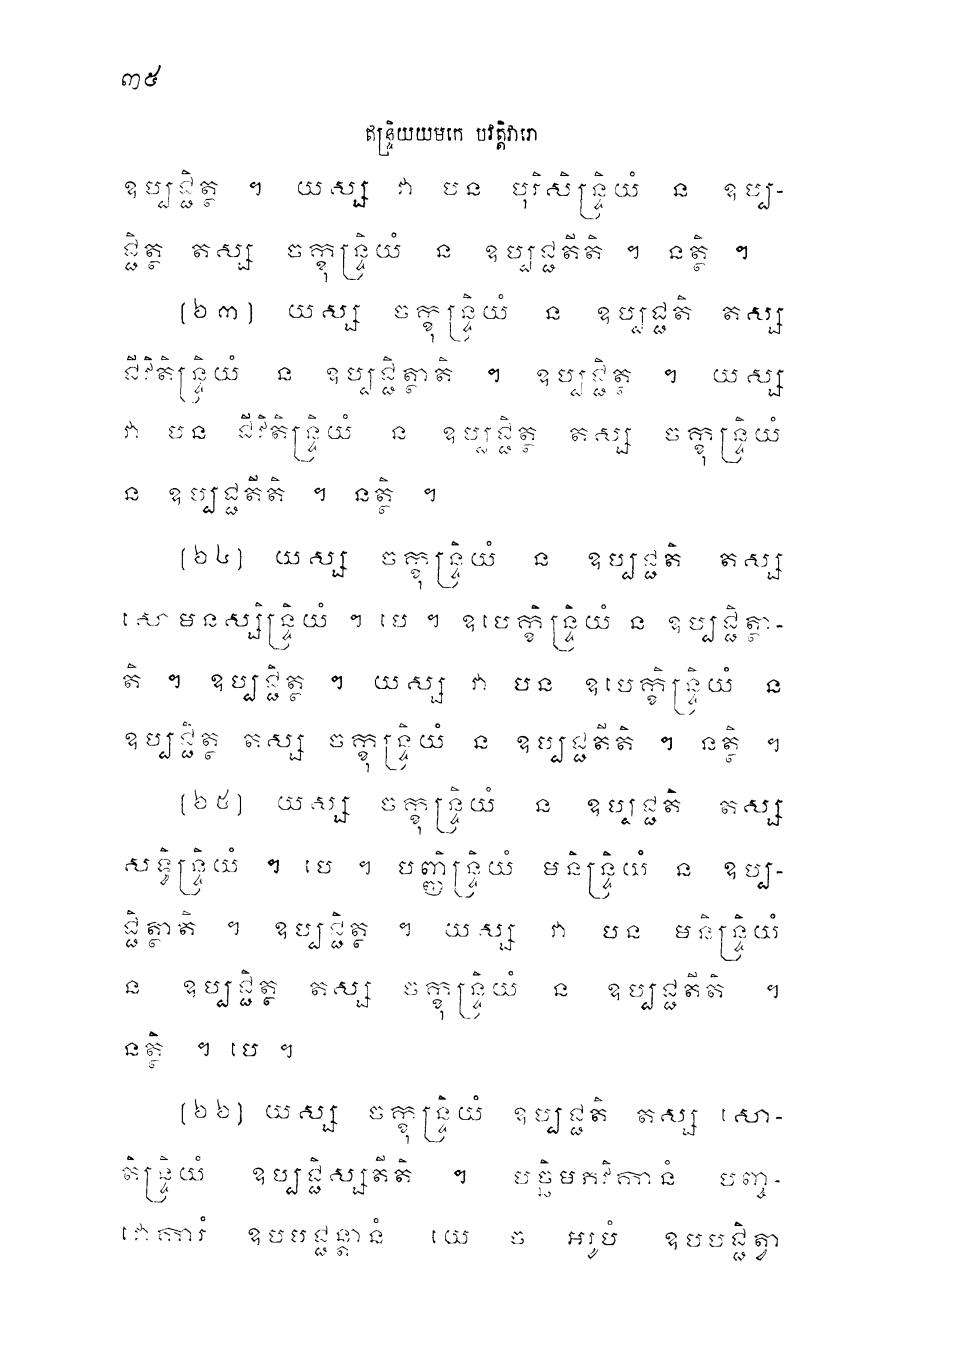 ៣៥
ឥន្ទ្រិយយមកេ បវត្តិវារោ
ឧប្បជ្ជិត្ថ ។ យស្ស វា បន បុរិសិន្ទ្រិយំ ន ឧប្ប-
ជ្ជិត្ថ តស្ស ចក្ខុន្ទ្រិយំ ន ឧប្បជ្ជតីតិ ។ នត្ថិ ។
(៦៣) យស្ស ចក្ខុន្ទ្រិយំ ន ឧប្បជ្ជតិ តស្ស
ជីវិតិន្ទ្រិយំ ន ឧប្បជ្ជិត្ថាតិ ។ ឧប្បជ្ជិត្ថ ។ យស្ស
វា បន ជីវិតិន្ទ្រិយំ ន ឧប្បជ្ជិត្ថ តស្ស ចក្ខុន្ទ្រិយំ
ន ឧប្បជ្ជតីតិ ។ នត្ថិ ។
(៦៤) យស្ស ចក្ខុន្ទ្រិយំ ន ឧប្បជ្ជតិ តស្ស
សោមនស្សិន្ទ្រិយំ ។ បេ ។ ឧបេក្ខិន្ទ្រិយំ ន ឧប្បជ្ជិត្ថា-
តិ ។ ឧប្បជ្ជិត្ថ ។ យស្ស វា បន ឧបេក្ខិន្ទ្រិយំ ន
ឧប្បជ្ជិត្ថ តស្ស ចក្ខុន្ទ្រិយំ ន ឧប្បជ្ជតីតិ ។ នត្ថិ ។
(៦៥) យស្ស ចក្ខុន្ទ្រិយំ ន ឧប្បជ្ជតិ តស្ស
សទ្ធិន្ទ្រិយំ ។ បេ ។ បញ្ញិន្ទ្រិយំ មនិន្ទ្រិយំ ន ឧប្ប-
ជ្ជិត្ថាតិ ។ ឧប្បជ្ជិត្ថ ។ យស្ស វា បន មនិន្ទ្រិយំ
ន ឧប្បជ្ជិត្ថ តស្ស ចក្ខុន្ទ្រិយំ ន ឧប្បជ្ជតីតិ ។
នត្ថិ ។ បេ ។
(៦៦) យស្ស ចក្ខុន្ទ្រិយំ ឧប្បជ្ជតិ តស្ស សោ-
តិន្ទ្រិយំ ឧប្បជ្ជិស្សតីតិ ។ បច្ឆិមភវិកានំ បញ្ច-
វោការំ ឧបបជ្ជន្តានំ យេ ច អរូបំ ឧបបជ្ជិត្វា